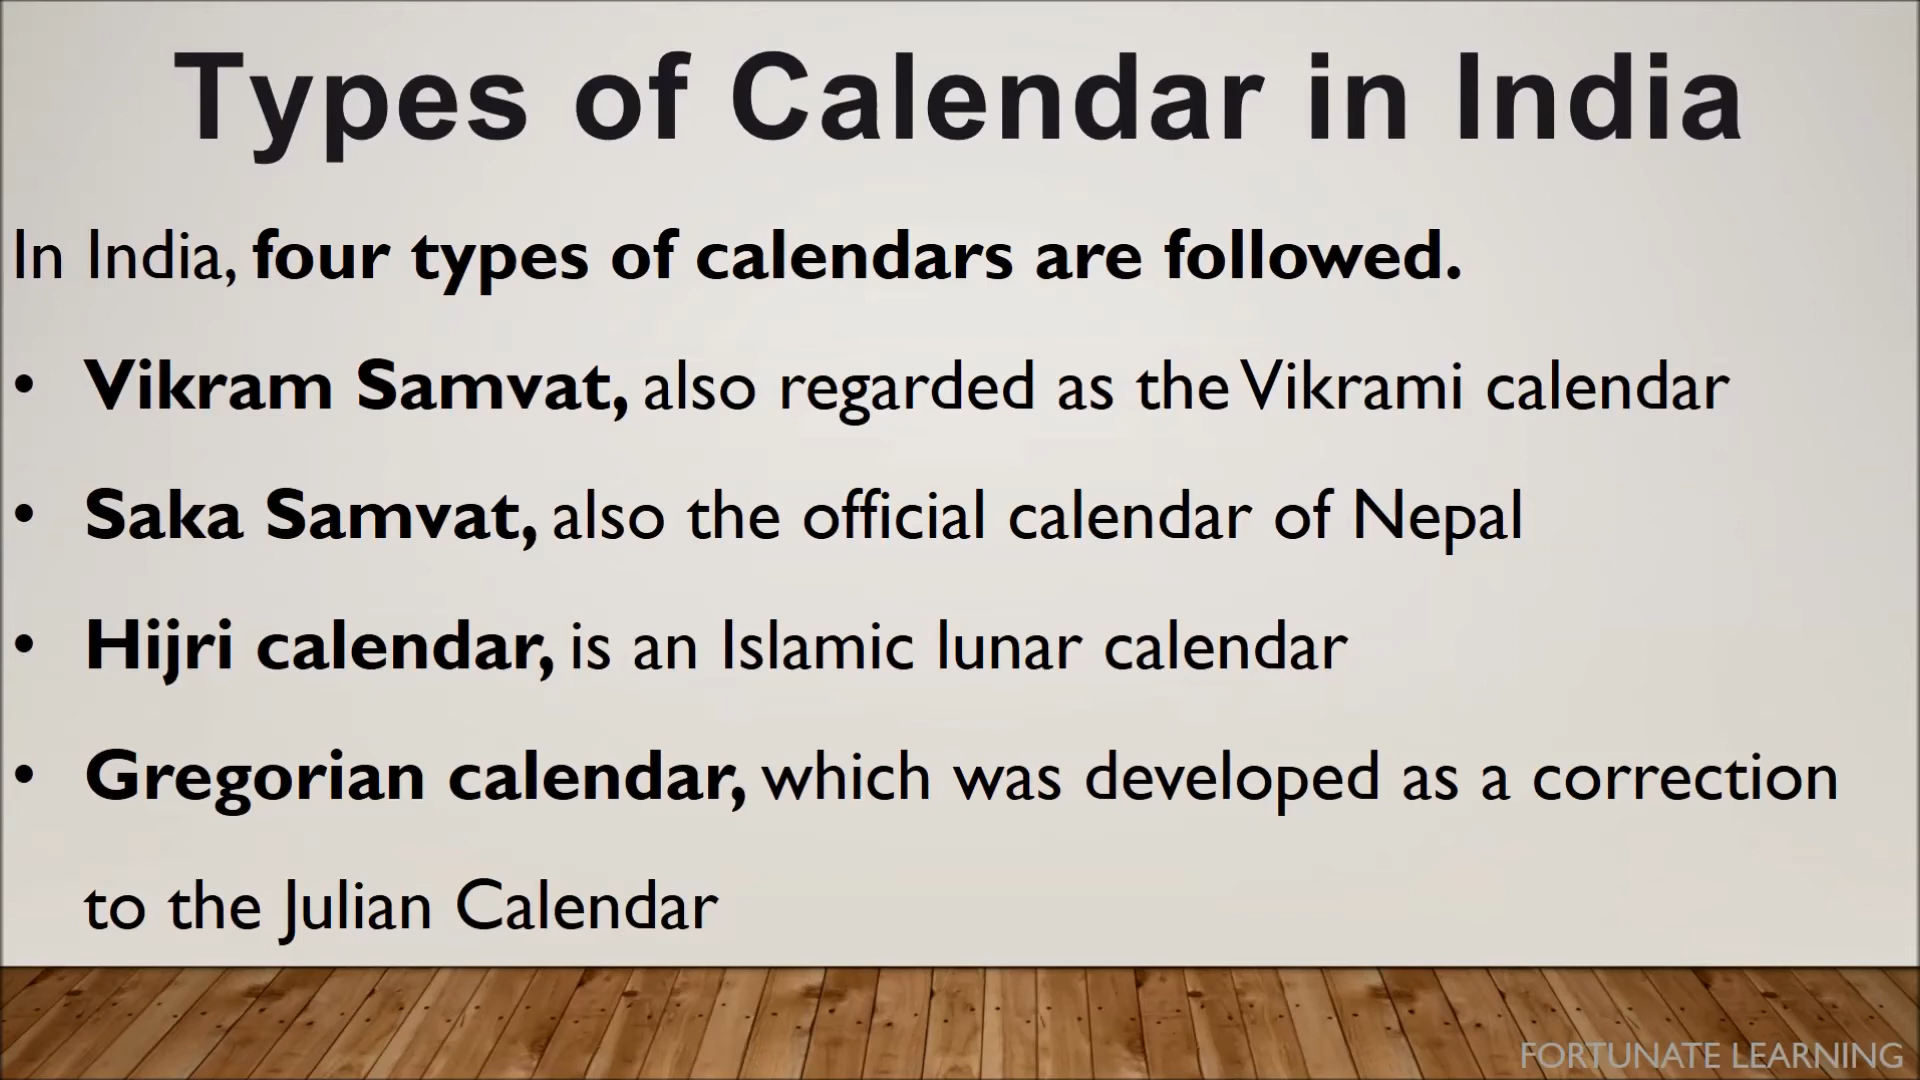 Types of Calendar in India
In India, four types of calendars are followed.
• Vikram Samvat, also regarded as the Vikrami calendar
• Saka Samvat, also the official calendar of Nepal
• Hijri calendar, is an Islamic lunar calendar
• Gregorian calendar, which was developed as a correction
to the Julian Calendar
FORTUNATE LEARNING